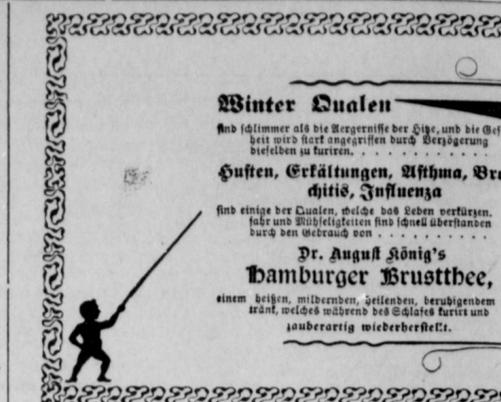 Winter Qualen
sind schlimmer als die Aergernisse der Hitze, und die Ges
heit wird stark angegriffen durch Verzögerung
dieselben zu kuriren. . . . . . . . . . .
Husten, Erkältungen, Asthma, Bro
chitis, Influenza
sind einige der Qualen, welche das Leben verkürzen.
fahr und Mühseligkeiten sind schnell überstanden
durch den Gebrauch von . . . . . . . . . .
Dr. August König's
Hamburger Brustthee,
einem heißen, mildernden, heilenden, beruhigendem
tränk, welches während des Schlafes kurirt und
zauberartig wiederherstellt.